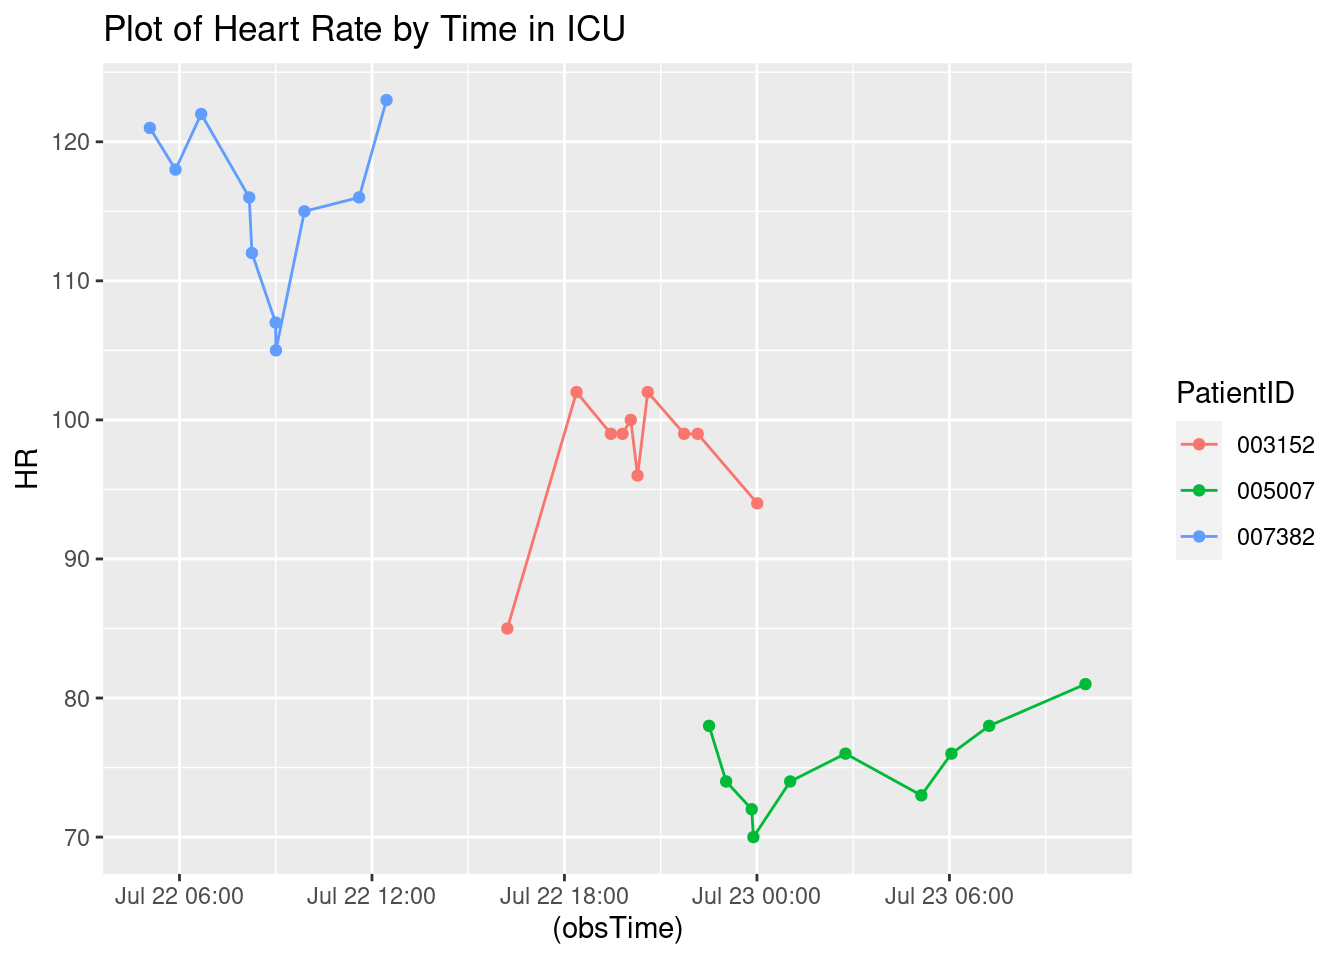 Plot of Heart Rate by Time in ICU
120
110
100
90
80
70
HR
Jul 22 06:00 Jul 22 12:00 Jul 22 18:00 Jul 23 00:00 Jul 23 06:00
(obsTime)
PatientID
003152
005007
007382